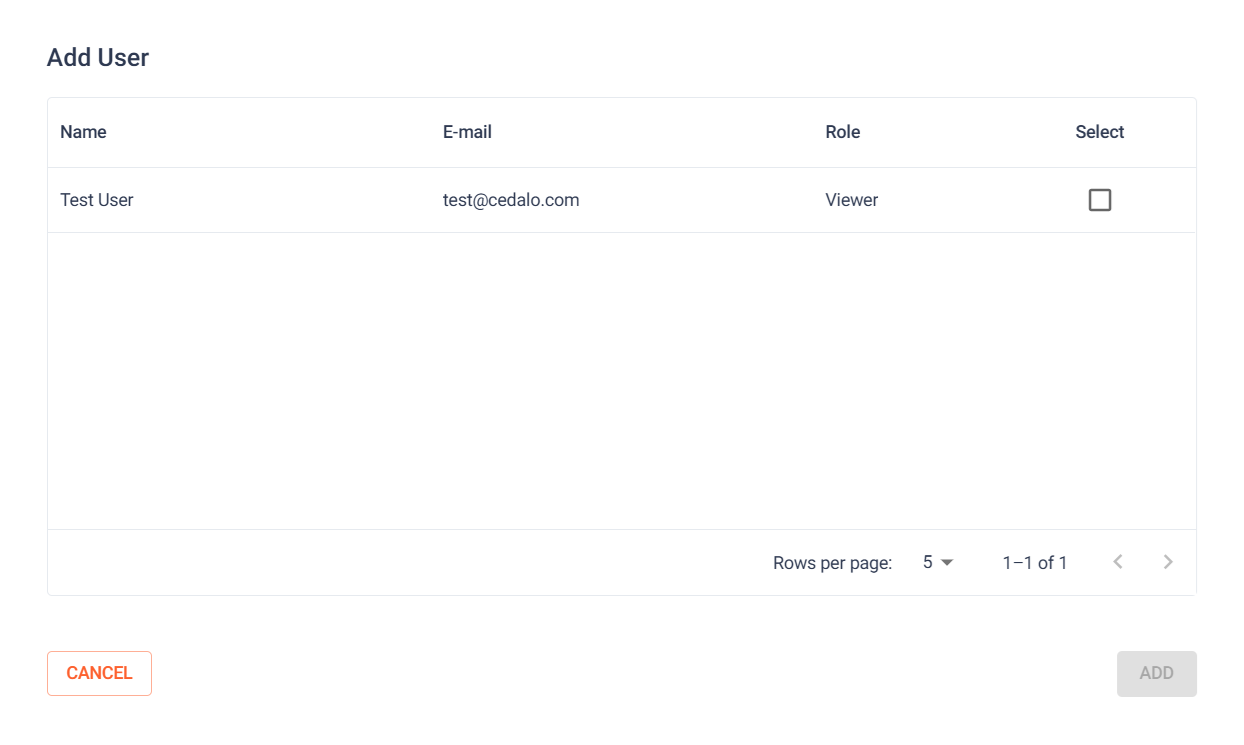 Add User
Name E-mail Role Select
Test User test@cedalo.com Viewer
Rows per page: 5 1–1 of 1
CANCEL ADD